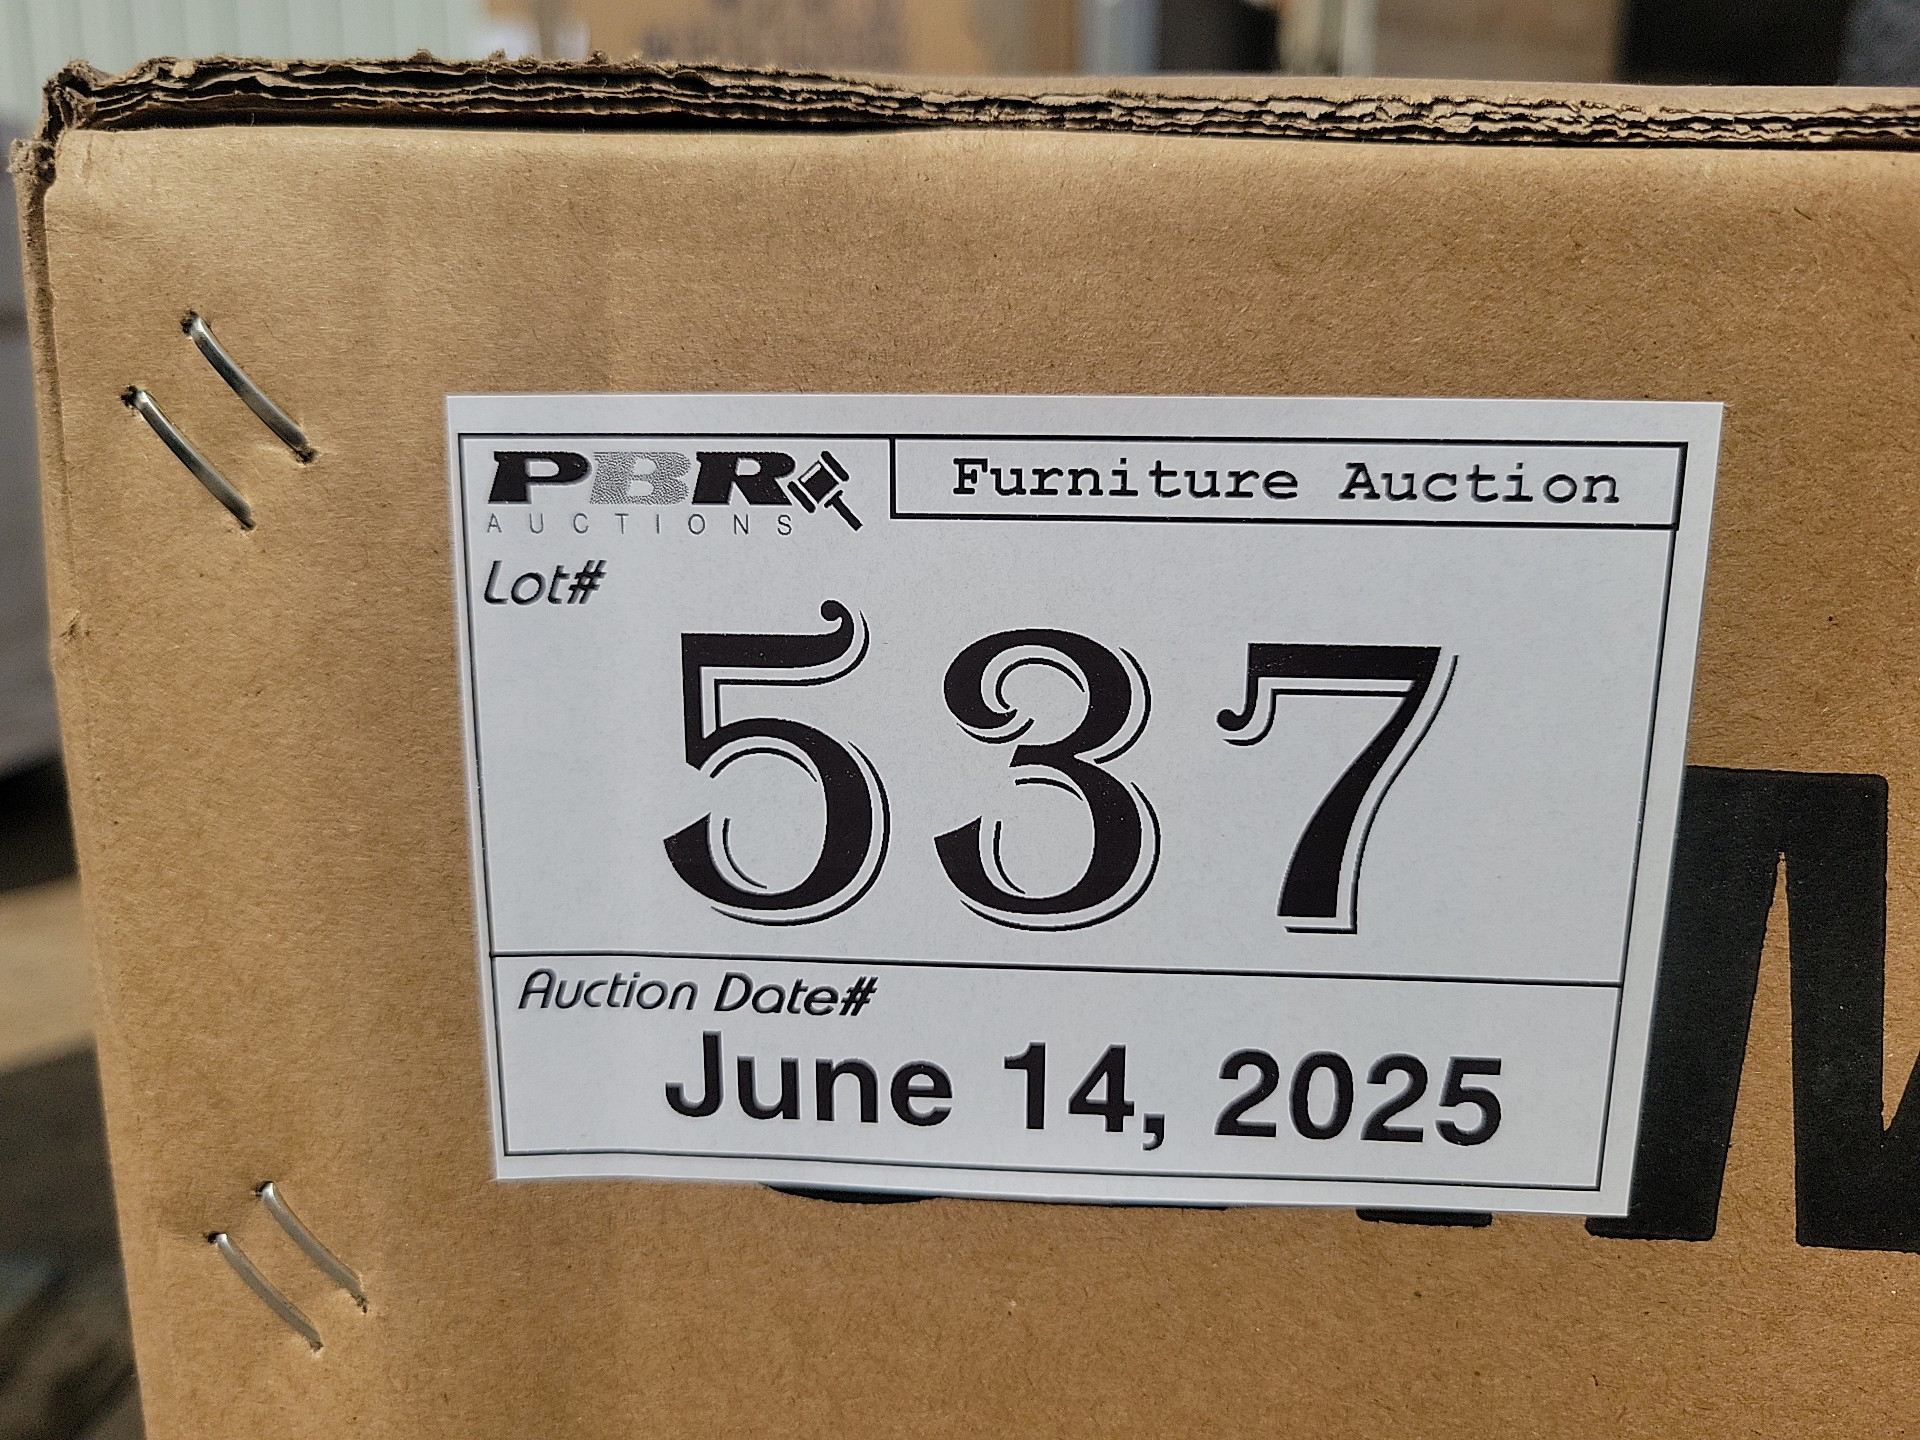 PBR
AUCTIONS
Furniture Auction
Lot#
537
Auction Date#
June 14, 2025